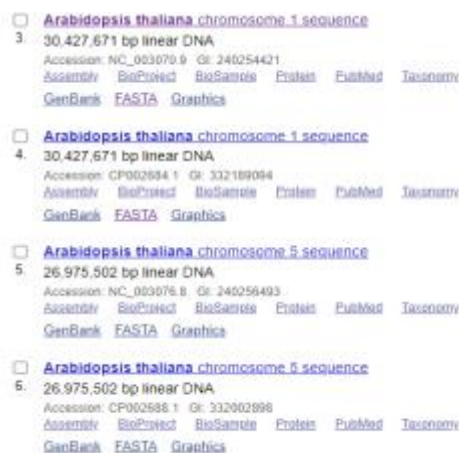 Arabidopsis thaliana chromosome 1 sequence
3. 30,427,671 bp linear DNA
Accession: NC_003070.9 GI: 240254421
Assembly BioProject BioSample Protein PubMed Taxonomy
GenBank FASTA Graphics
Arabidopsis thaliana chromosome 1 sequence
4. 30,427,671 bp linear DNA
Accession: CP002684.1 GI: 332189094
Assembly BioProject BioSample Protein PubMed Taxonomy
GenBank FASTA Graphics
Arabidopsis thaliana chromosome 5 sequence
5. 26,975,502 bp linear DNA
Accession: NC_003076.8 GI: 240256493
Assembly BioProject BioSample Protein PubMed Taxonomy
GenBank FASTA Graphics
Arabidopsis thaliana chromosome 5 sequence
6. 26,975,502 bp linear DNA
Accession: CP002688.1 GI: 332002898
Assembly BioProject BioSample Protein PubMed Taxonomy
GenBank FASTA Graphics